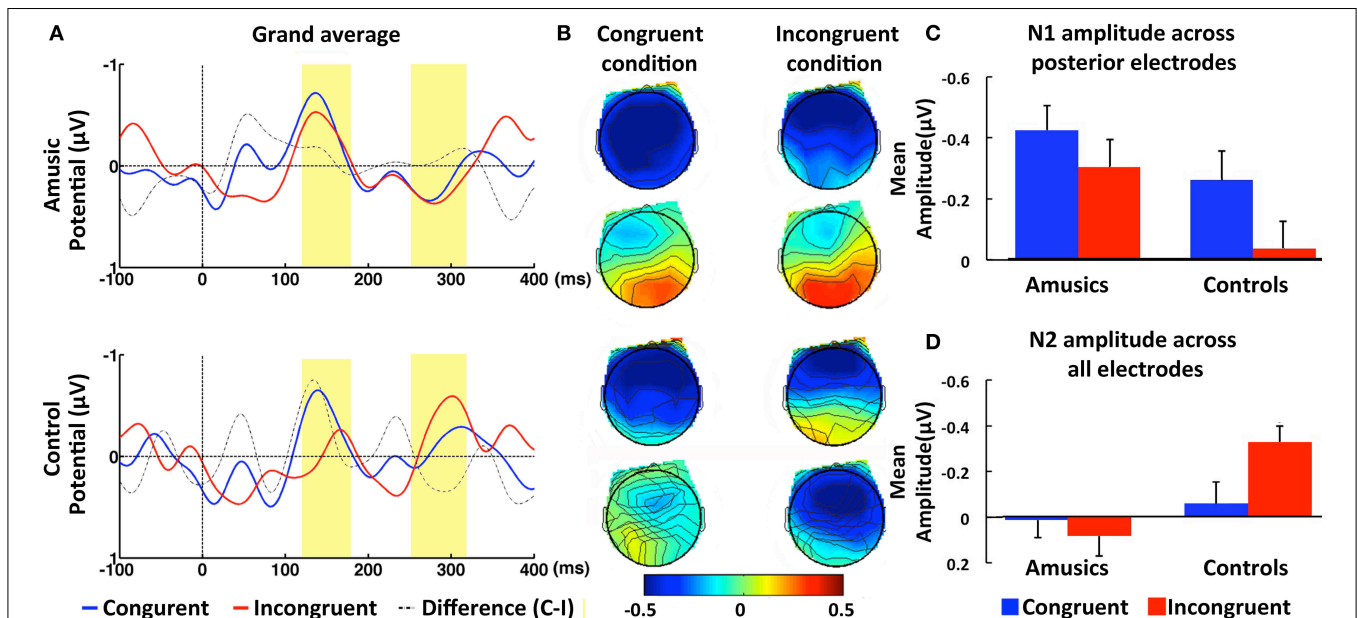 A
Grand average
Amusic
Potential (µV)
-1
0
1
-100 0 100 200 300 400 (ms)
Control
Potential (µV)
-1
0
1
-100 0 100 200 300 400 (ms)
Congurent Incongruent Difference (C-I)
B
Congruent
condition
Incongruent
condition
-0.5 0 0.5
C
N1 amplitude across
posterior electrodes
Mean
Amplitude(µV)
-0.6
-0.4
-0.2
0
Amusics Controls
D
N2 amplitude across
all electrodes
Mean
Amplitude(µV)
-0.6
-0.4
-0.2
0
0.2
Amusics Controls
Congruent Incongruent